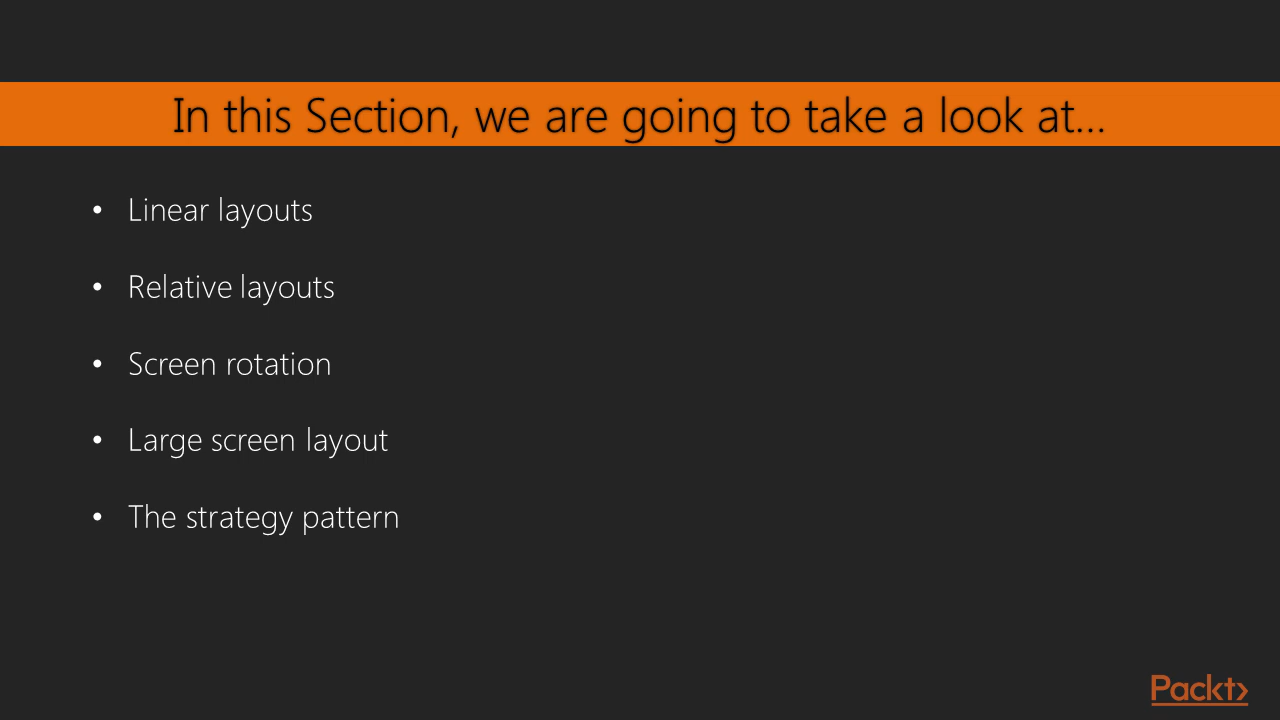 In this Section, we are going to take a look at...
• Linear layouts
• Relative layouts
• Screen rotation
• Large screen layout
• The strategy pattern
Packt>